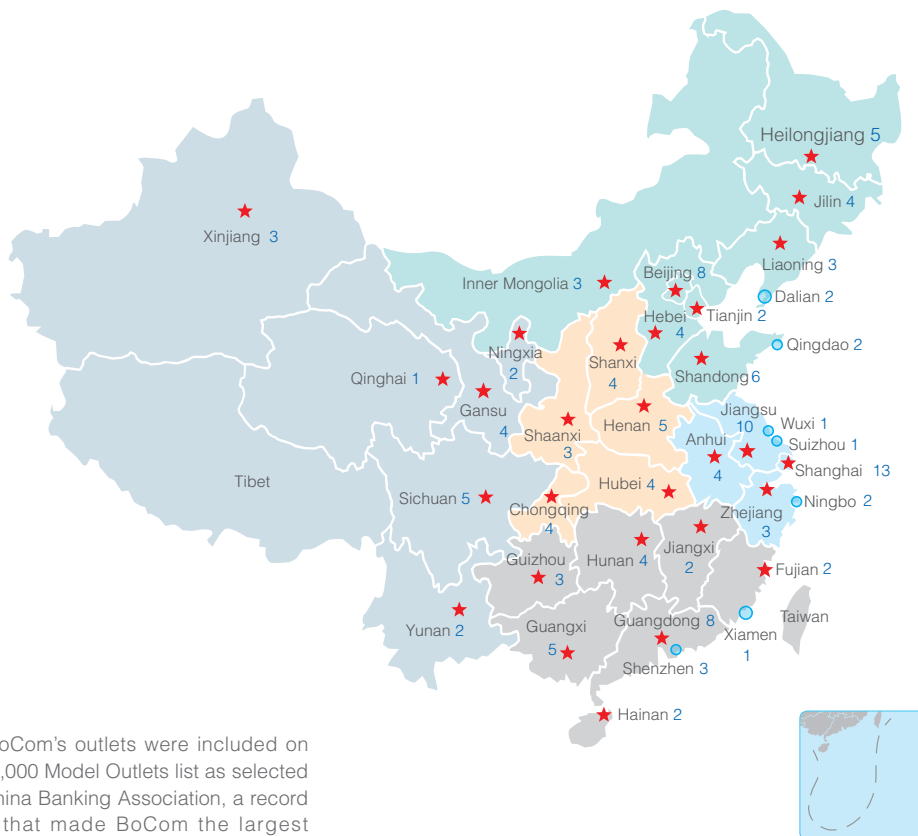 Heilongjiang 5
Jilin 4
Xinjiang 3
Liaoning 3
Beijing 8
Inner Mongolia 3
Dalian 2
Tianjin 2
Hebei
4
Qingdao 2
Ningxia
2
Shanxi
4
Qinghai 1
Shandong 6
Gansu
4
Jiangsu
10
Wuxi 1
Henan 5
Shaanxi
3
Anhui
4
Suizhou 1
Shanghai 13
Tibet
Sichuan 5
Hubei 4
Chongqing
4
Zhejiang
3
Ningbo 2
Guizhou
3
Hunan 4
Jiangxi
2
Fujian 2
Yunan 2
Guangxi
5
Guangdong 8
Taiwan
Xiamen
1
Shenzhen 3
Hainan 2
oCom's outlets were included on
,000 Model Outlets list as selected
hina Banking Association, a record
that made BoCom the largest